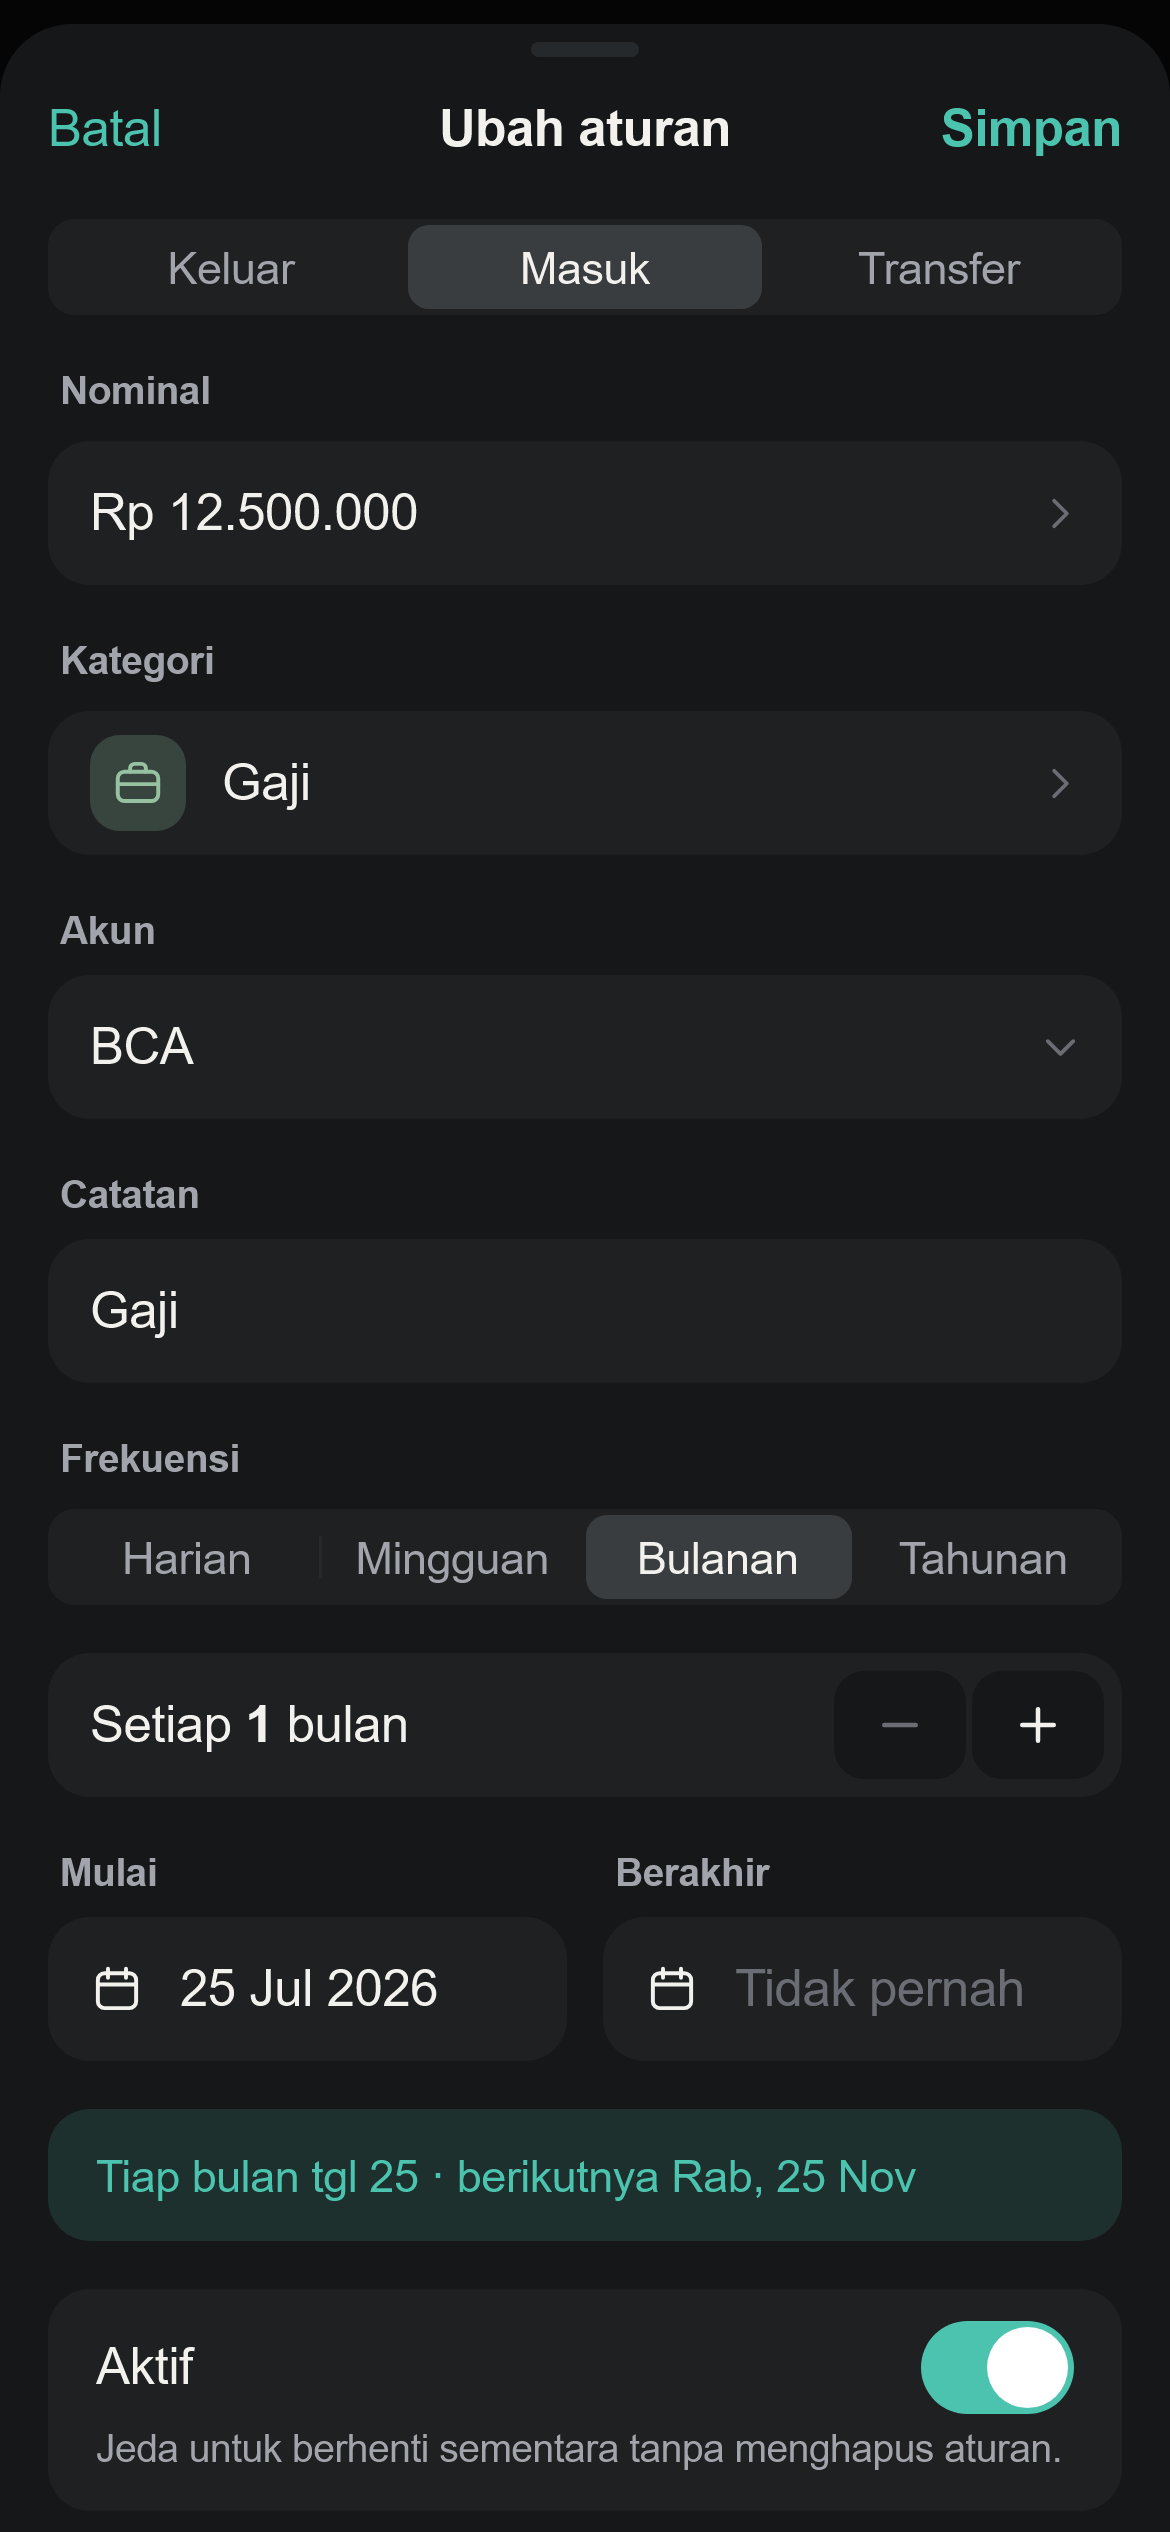 Batal
Ubah aturan
Simpan
Keluar
Masuk
Transfer
Nominal
Rp 12.500.000
Kategori
Gaji
Akun
BCA
Catatan
Gaji
Frekuensi
Harian
Mingguan
Bulanan
Tahunan
Setiap 1 bulan
Mulai
Berakhir
25 Jul 2026
Tidak pernah
Tiap bulan tgl 25 · berikutnya Rab, 25 Nov
Aktif
Jeda untuk berhenti sementara tanpa menghapus aturan.